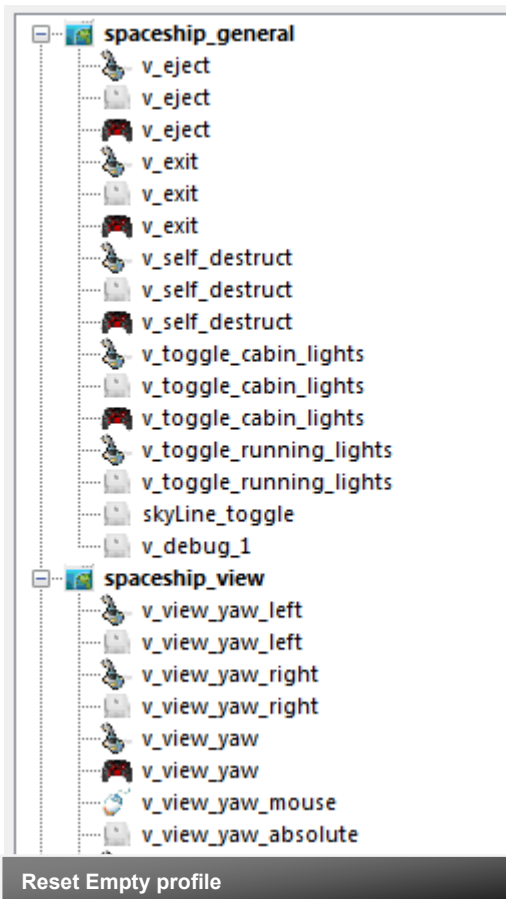 spaceship_general
v_eject
v_eject
v_eject
v_exit
v_exit
v_exit
v_self_destruct
v_self_destruct
v_self_destruct
v_toggle_cabin_lights
v_toggle_cabin_lights
v_toggle_cabin_lights
v_toggle_running_lights
v_toggle_running_lights
skyLine_toggle
v_debug_1
spaceship_view
v_view_yaw_left
v_view_yaw_left
v_view_yaw_right
v_view_yaw_right
v_view_yaw
v_view_yaw
v_view_yaw_mouse
v_view_yaw_absolute
Reset Empty profile